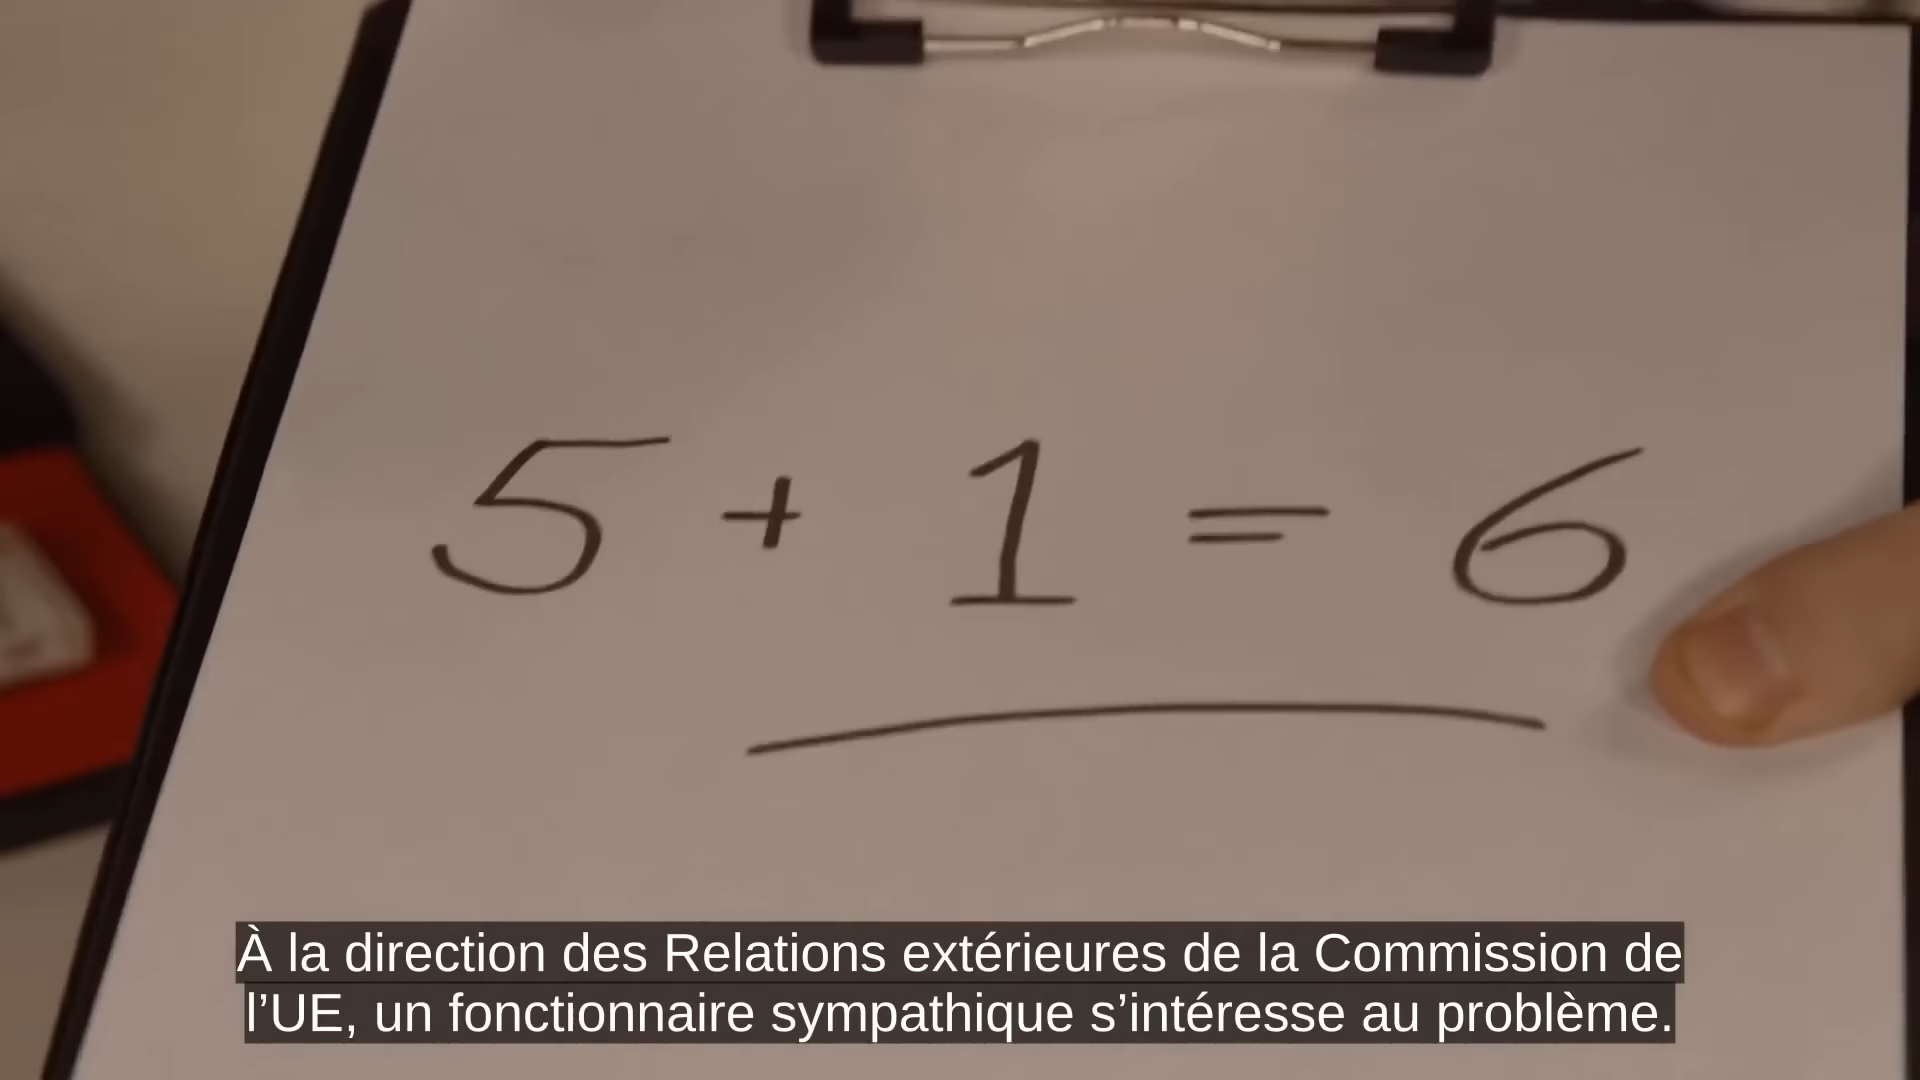 5 + 1 = 6
À la direction des Relations extérieures de la Commission de
l’UE, un fonctionnaire sympathique s’intéresse au problème.